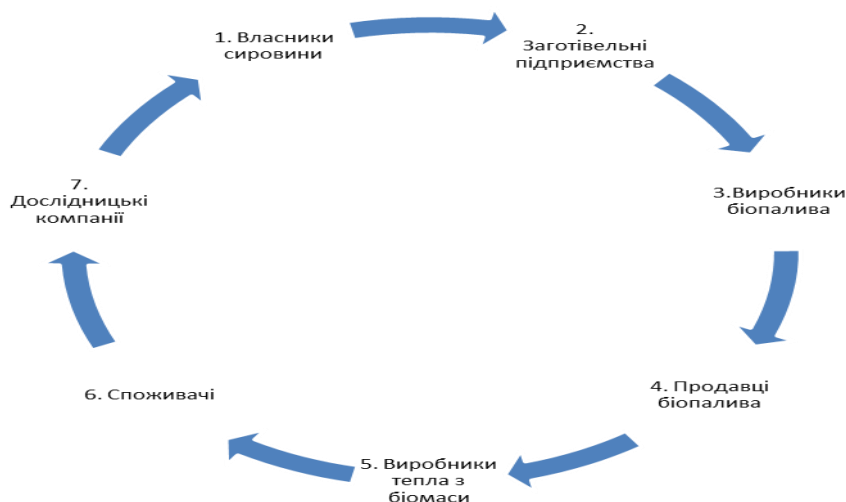 1. Власники
сировини
2.
Заготівельні
підприємства
3.Виробники
біопалива
4. Продавці
біопалива
5. Виробники
тепла з
біомаси
6. Споживачі
7.
Дослідницькі
компанії